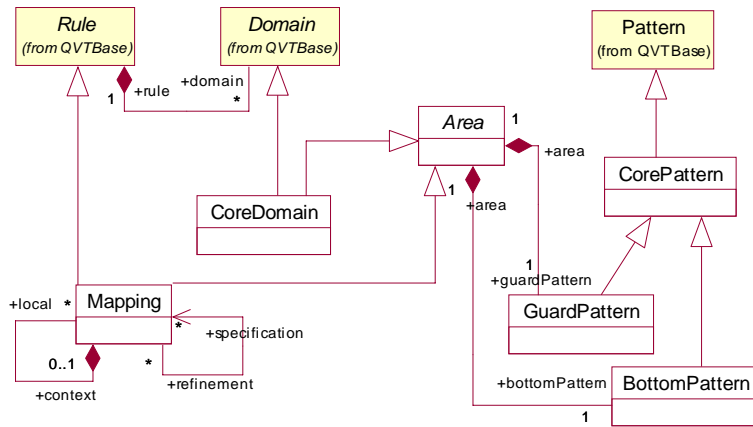 Rule
(from QVTBase)
Domain
(from QVTBase)
Pattern
(from QVTBase)
1
+rule
+domain
*
Area
1
+area
1
+area
CoreDomain
CorePattern
1
+guardPattern
GuardPattern
+local
*
Mapping
*
+specification
0..1
+context
*
+refinement
+bottomPattern
1
BottomPattern